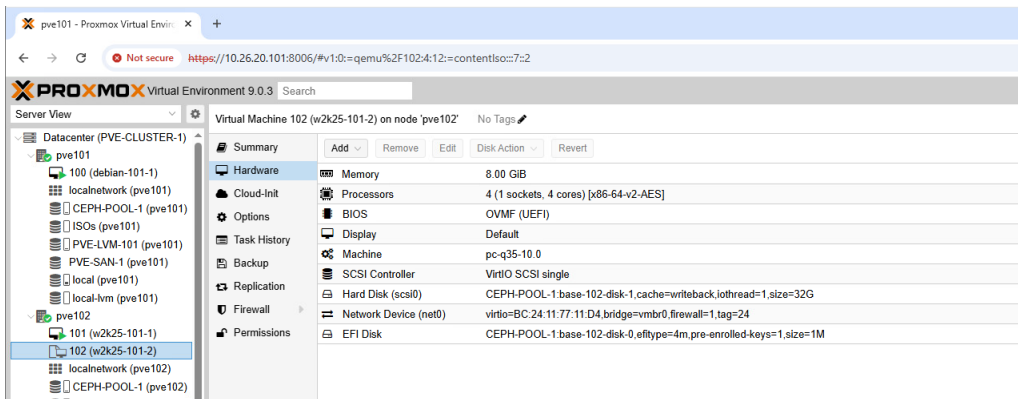 pve101 - Proxmox Virtual Enviro
Not secure https://10.26.20.101:8006/#v1:0:=qemu%2F102:4:12:=contentIso:::7::2
PROXMOX Virtual Environment 9.0.3 Search
Server View
Virtual Machine 102 (w2k25-101-2) on node 'pve102' No Tags
Datacenter (PVE-CLUSTER-1)
pve101
100 (debian-101-1)
localnetwork (pve101)
CEPH-POOL-1 (pve101)
ISOs (pve101)
PVE-LVM-101 (pve101)
PVE-SAN-1 (pve101)
local (pve101)
local-lvm (pve101)
pve102
101 (w2k25-101-1)
102 (w2k25-101-2)
localnetwork (pve102)
CEPH-POOL-1 (pve102)
Summary
Hardware
Cloud-Init
Options
Task History
Backup
Replication
Firewall
Permissions
Add Remove Edit Disk Action Revert
Memory 8.00 GiB
Processors 4 (1 sockets, 4 cores) [x86-64-v2-AES]
BIOS OVMF (UEFI)
Display Default
Machine pc-q35-10.0
SCSI Controller VirtIO SCSI single
Hard Disk (scsi0) CEPH-POOL-1:base-102-disk-1,cache=writeback,iothread=1,size=32G
Network Device (net0) virtio=BC:24:11:77:11:D4,bridge=vmbr0,firewall=1,tag=24
EFI Disk CEPH-POOL-1:base-102-disk-0,efitype=4m,pre-enrolled-keys=1,size=1M